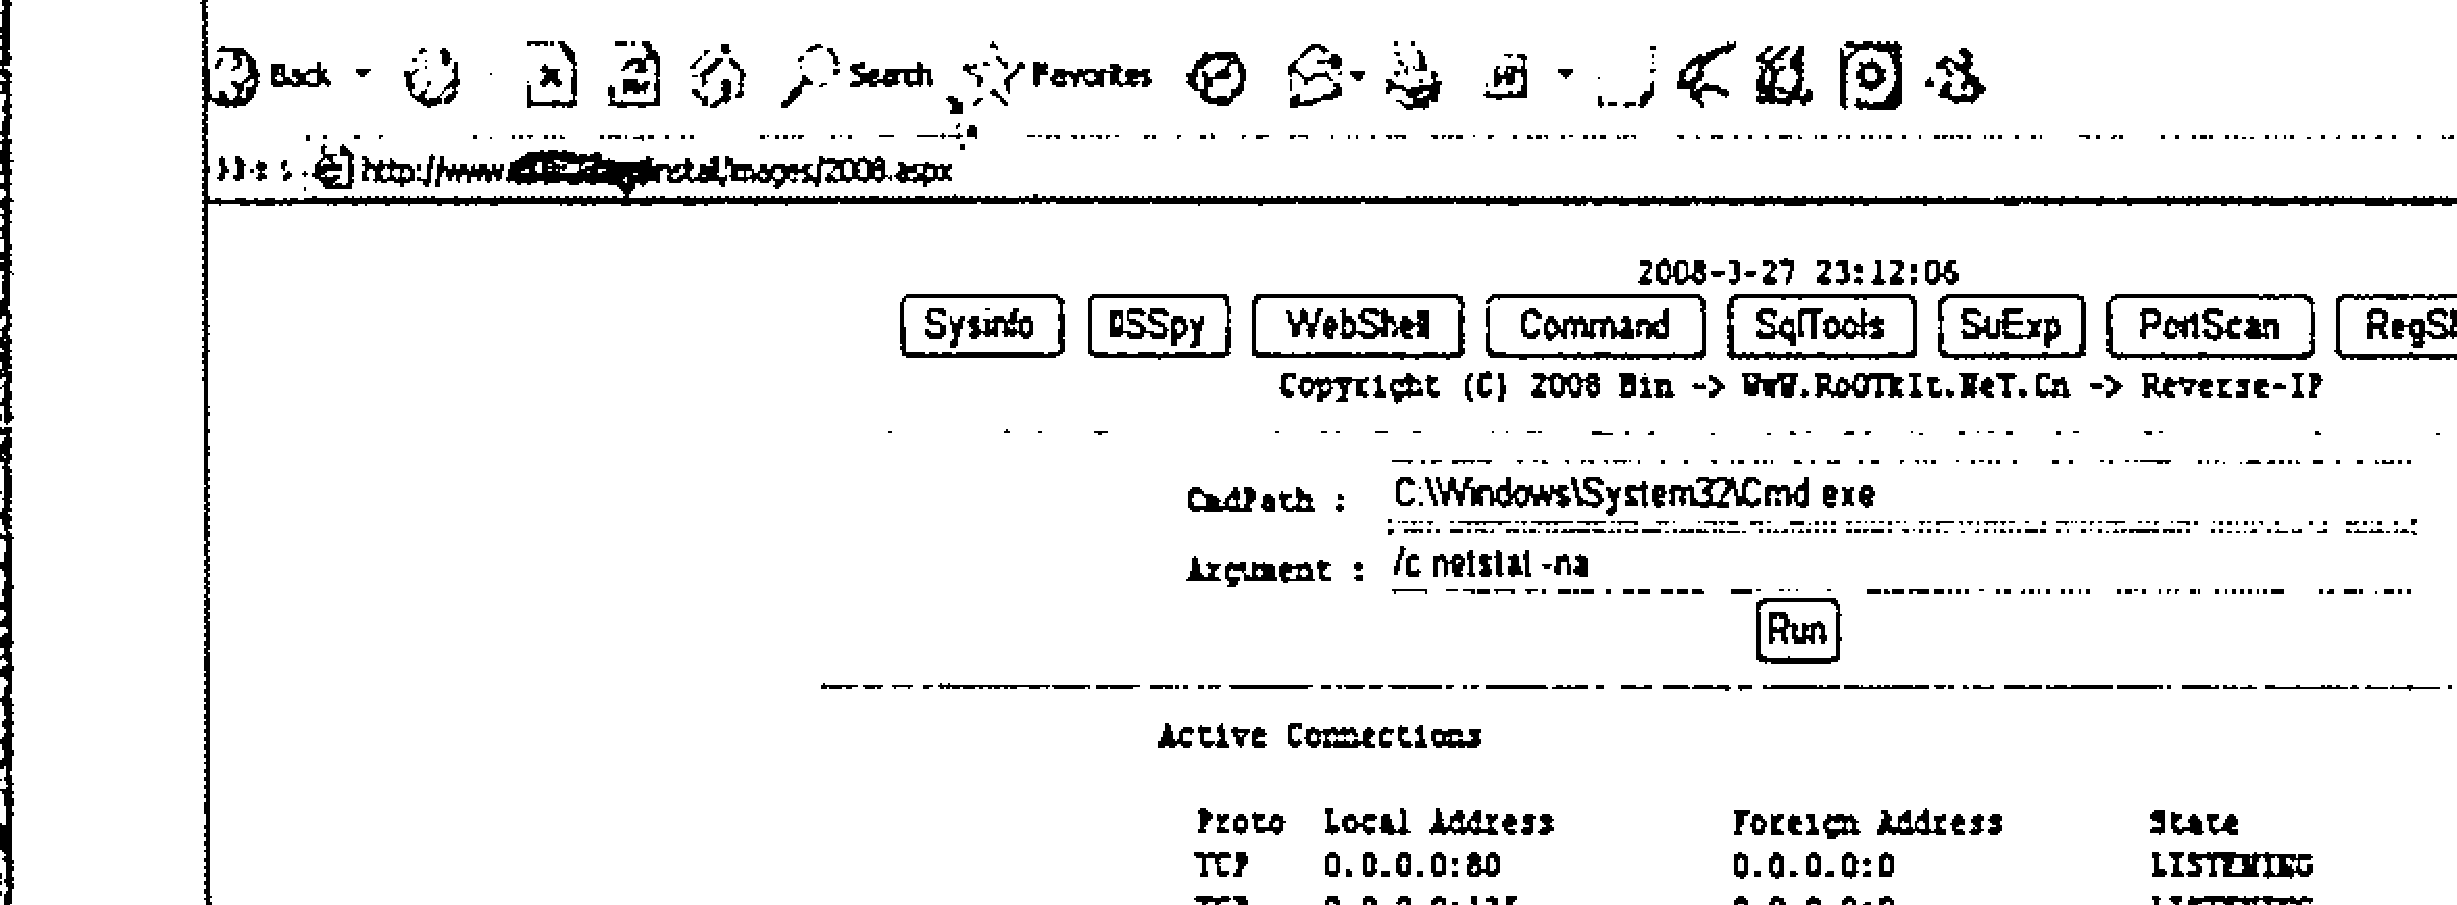 Back Search Favorites
http://www. /images/2008.aspx
2008-3-27 23:12:06
Sysinfo IISSpy WebShell Command SqlTools SuExp PortScan
Copyright (C) 2008 Bin -> WwW.RoOTkIt.NeT.Cn -> Reverse-IP
CmdPath : C:\Windows\System32\Cmd.exe
Argument : /c netstat -na
Run
Active Connections
Proto Local Address Foreign Address State
TCP 0.0.0.0:80 0.0.0.0:0 LISTENING